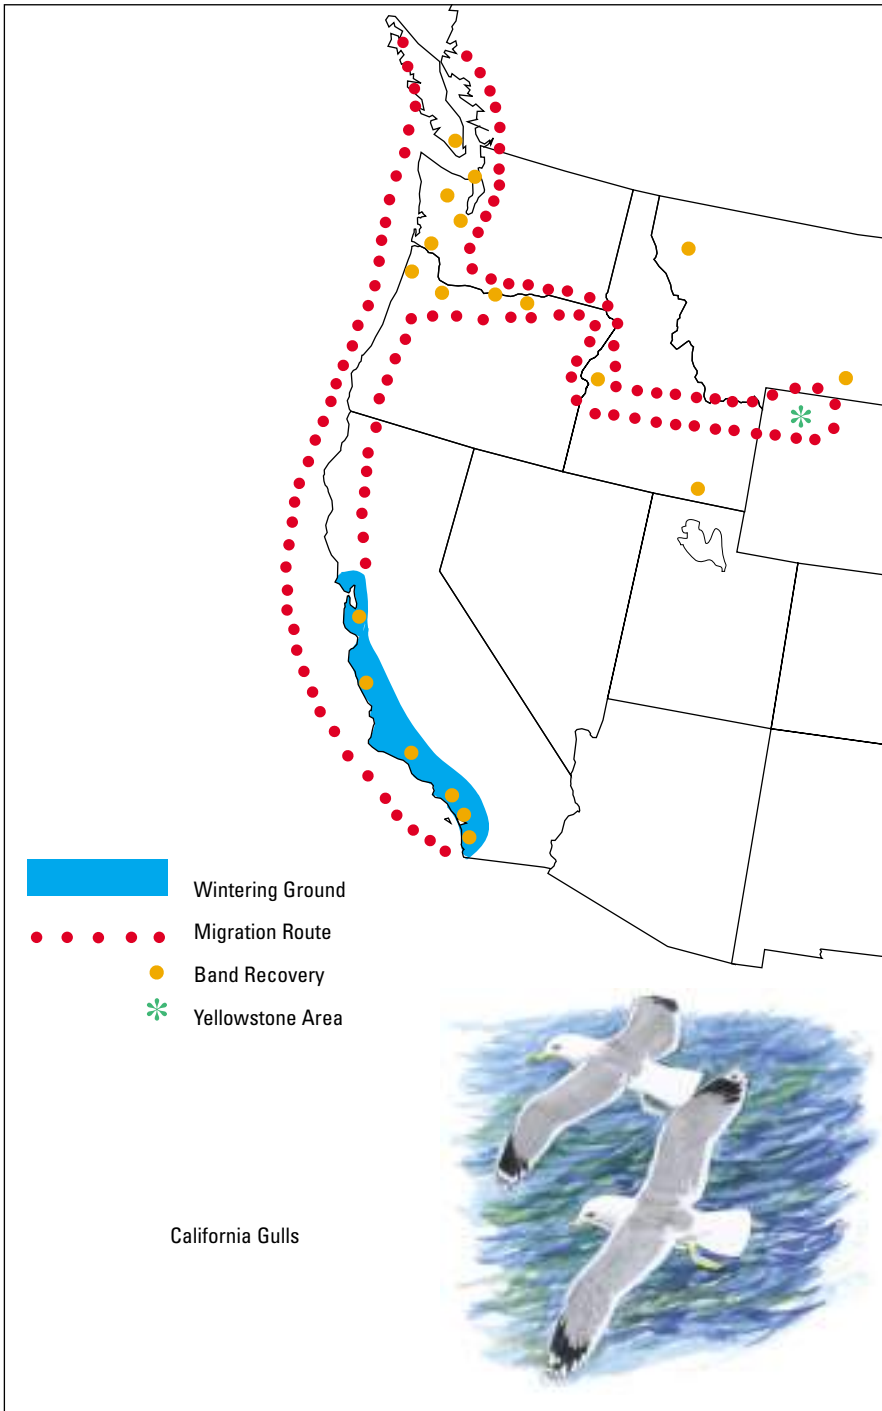 Wintering Ground
Migration Route
Band Recovery
Yellowstone Area
California Gulls